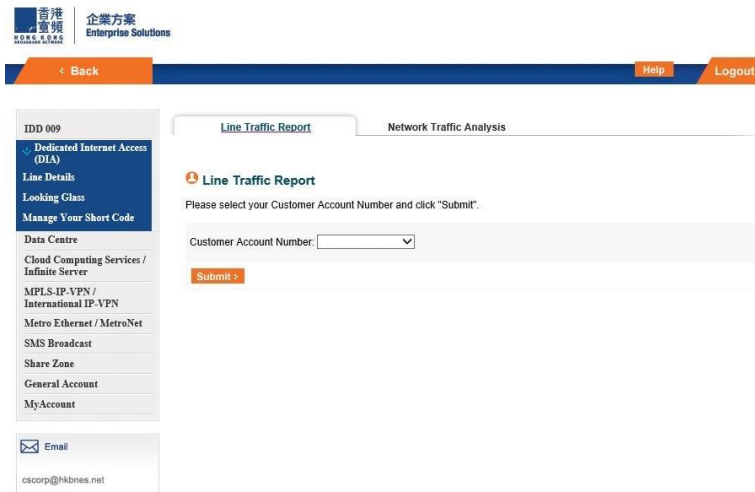 香港
寬頻
HONG KONG
BROADBAND NETWORK
企業方案
Enterprise Solutions
‹ Back
Help
Logout
IDD 009
Dedicated Internet Access
(DIA)
Line Details
Looking Glass
Manage Your Short Code
Data Centre
Cloud Computing Services /
Infinite Server
MPLS-IP-VPN /
International IP-VPN
Metro Ethernet / MetroNet
SMS Broadcast
Share Zone
General Account
MyAccount
Email
cscorp@hkbnes.net
Line Traffic Report
Network Traffic Analysis
Line Traffic Report
Please select your Customer Account Number and click "Submit".
Customer Account Number:
Submit ›